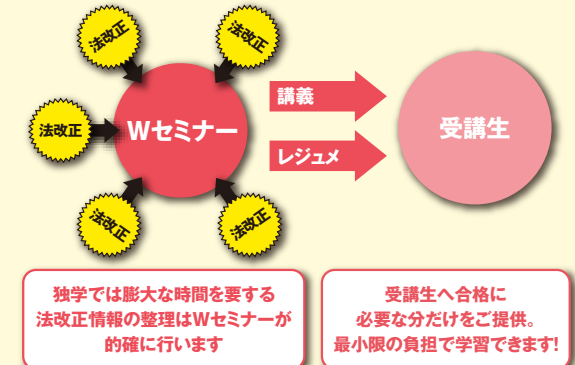 法改正
法改正
法改正
Wセミナー
講義
レジュメ
受講生
法改正
法改正
独学では膨大な時間を要する
法改正情報の整理はWセミナーが
的確に行います
受講生へ合格に
必要な分だけをご提供。
最小限の負担で学習できます!